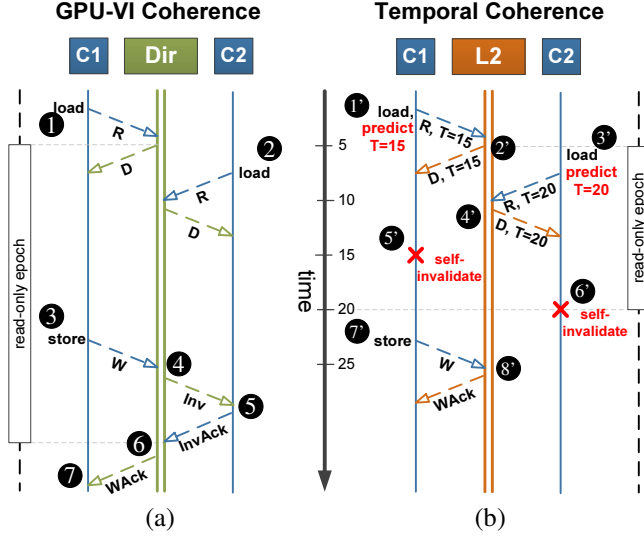 GPU-VI Coherence
C1
Dir
C2
load
1
R
2
D
load
R
D
read-only epoch
3
store
W
4
Inv
5
InvAck
6
7
WAck
(a)
Temporal Coherence
C1
L2
C2
time
5
10
15
20
25
1'
load,
predict
T=15
R, T=15
2'
3'
D, T=15
load
predict
T=20
R, T=20
4'
D, T=20
5'
self-
invalidate
6'
self-
invalidate
7'
store
W
8'
WAck
read-only epoch
(b)